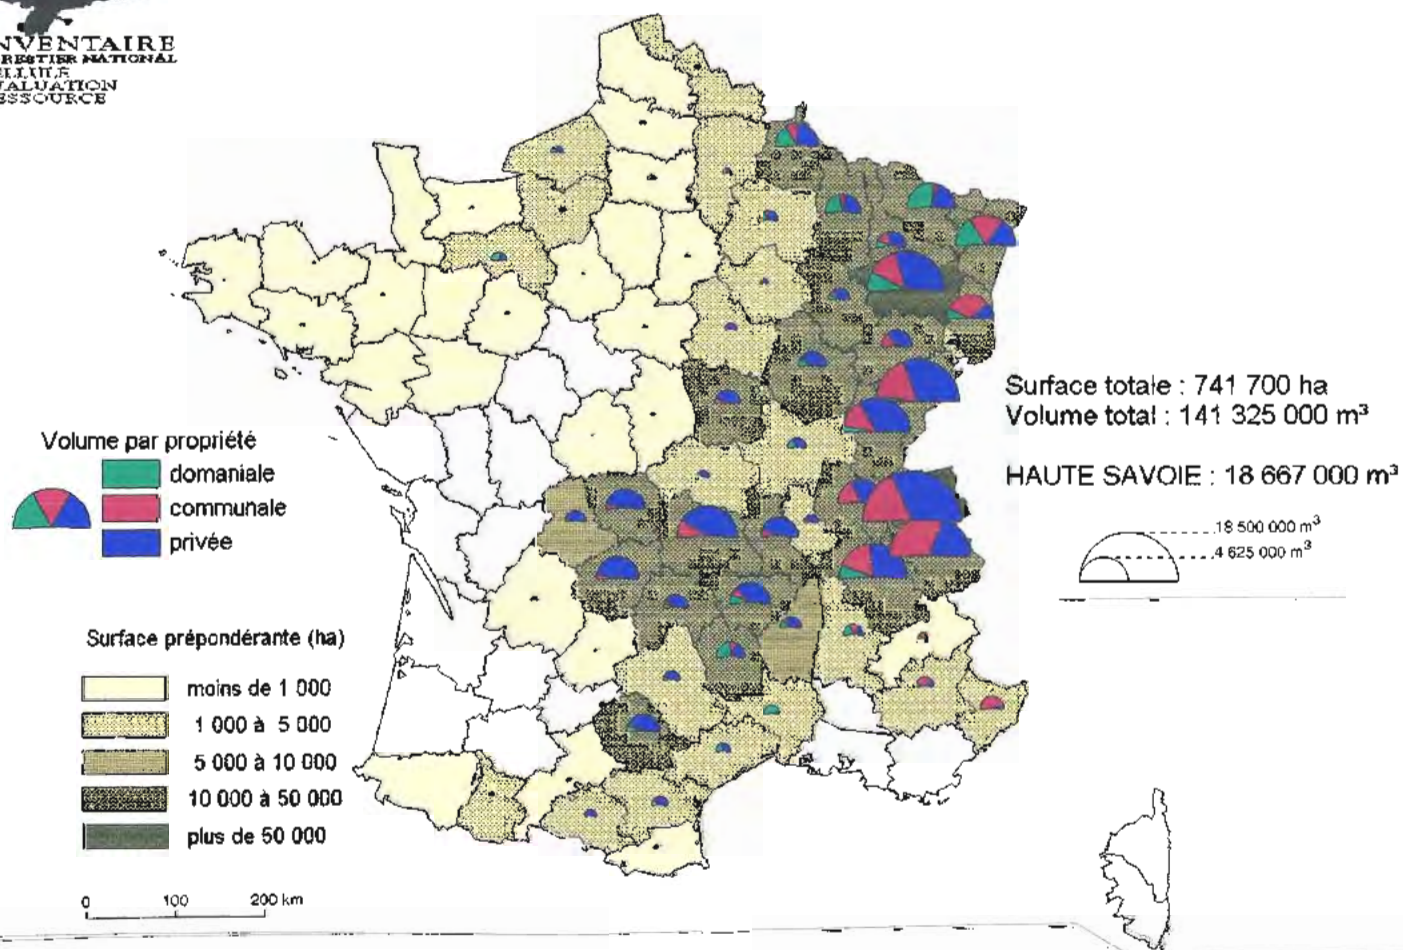 NVENTAIRE
RESTIER NATIONAL
ELLULE
VALUATION
ESSOURCE
Surface totale : 741 700 ha
Volume total : 141 325 000 m³
HAUTE SAVOIE : 18 667 000 m³
18 500 000 m³
4 625 000 m³
Volume par propriété
domaniale
communale
privée
Surface prépondérante (ha)
moins de 1 000
1 000 à 5 000
5 000 à 10 000
10 000 à 50 000
plus de 50 000
0 100 200 km